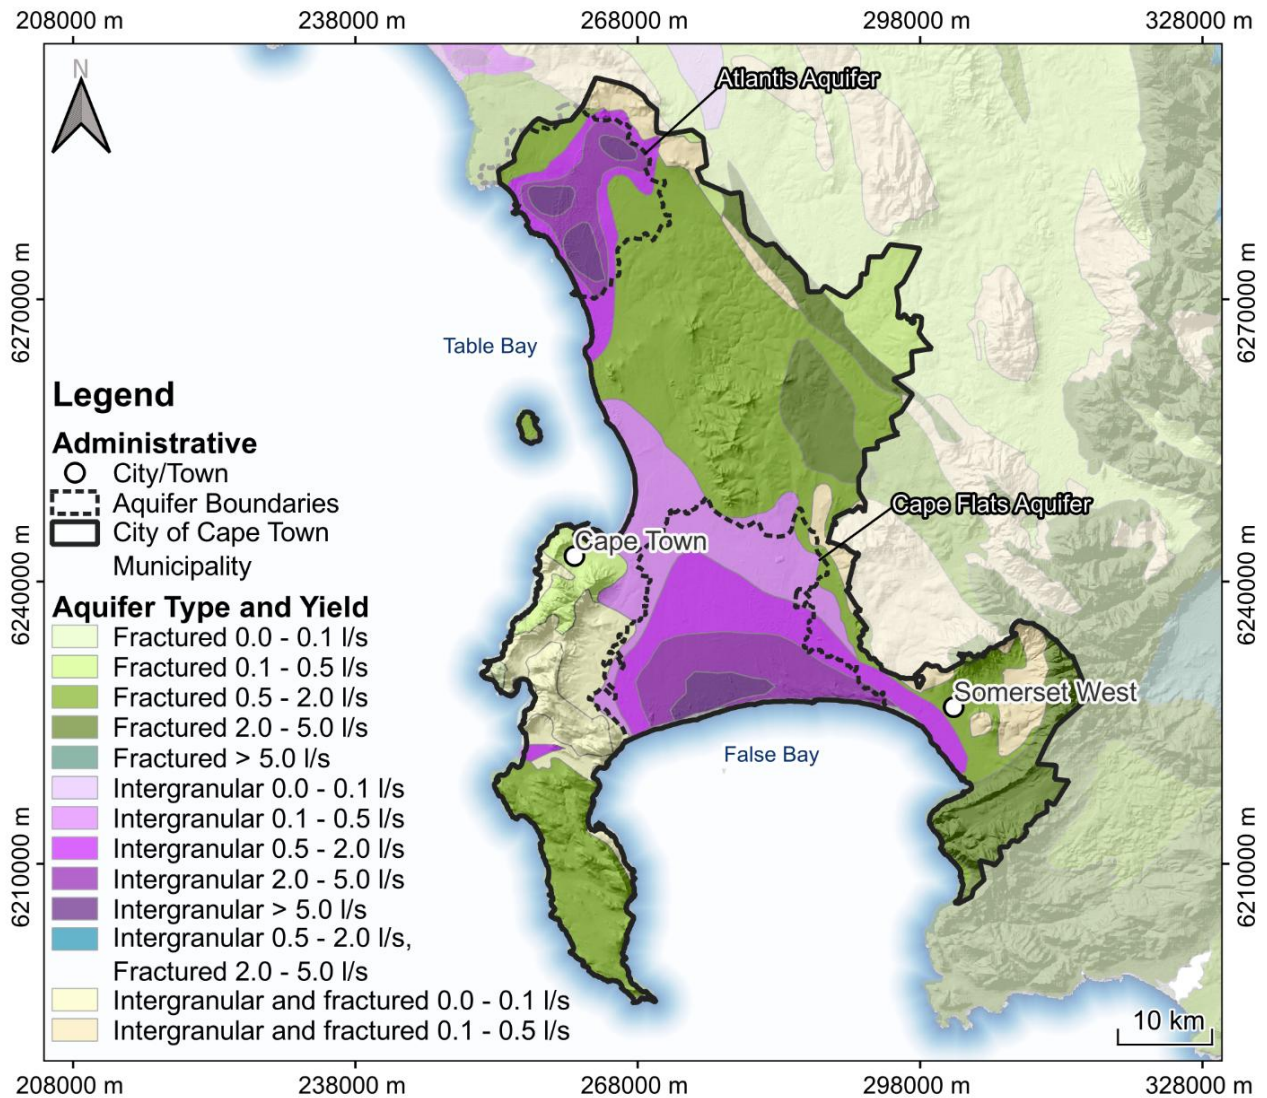 208000 m 238000 m 268000 m 298000 m 328000 m
N
Atlantis Aquifer
6270000 m
6270000 m
Table Bay
Legend
Administrative
City/Town
Aquifer Boundaries
City of Cape Town
Municipality
Cape Flats Aquifer
Cape Town
6240000 m
6240000 m
Aquifer Type and Yield
Fractured 0.0 - 0.1 l/s
Fractured 0.1 - 0.5 l/s
Fractured 0.5 - 2.0 l/s
Fractured 2.0 - 5.0 l/s
Fractured > 5.0 l/s
Intergranular 0.0 - 0.1 l/s
Intergranular 0.1 - 0.5 l/s
Intergranular 0.5 - 2.0 l/s
Intergranular 2.0 - 5.0 l/s
Intergranular > 5.0 l/s
Intergranular 0.5 - 2.0 l/s,
Fractured 2.0 - 5.0 l/s
Intergranular and fractured 0.0 - 0.1 l/s
Intergranular and fractured 0.1 - 0.5 l/s
Somerset West
False Bay
6210000 m
6210000 m
10 km
208000 m 238000 m 268000 m 298000 m 328000 m